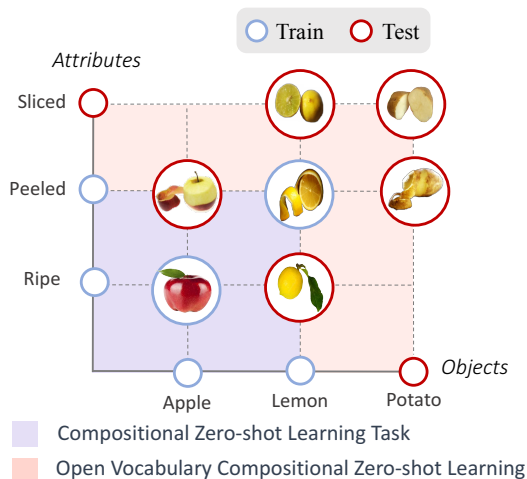 Train Test
Attributes
Sliced
Peeled
Ripe
Objects
Apple Lemon Potato
Compositional Zero-shot Learning Task
Open Vocabulary Compositional Zero-shot Learning